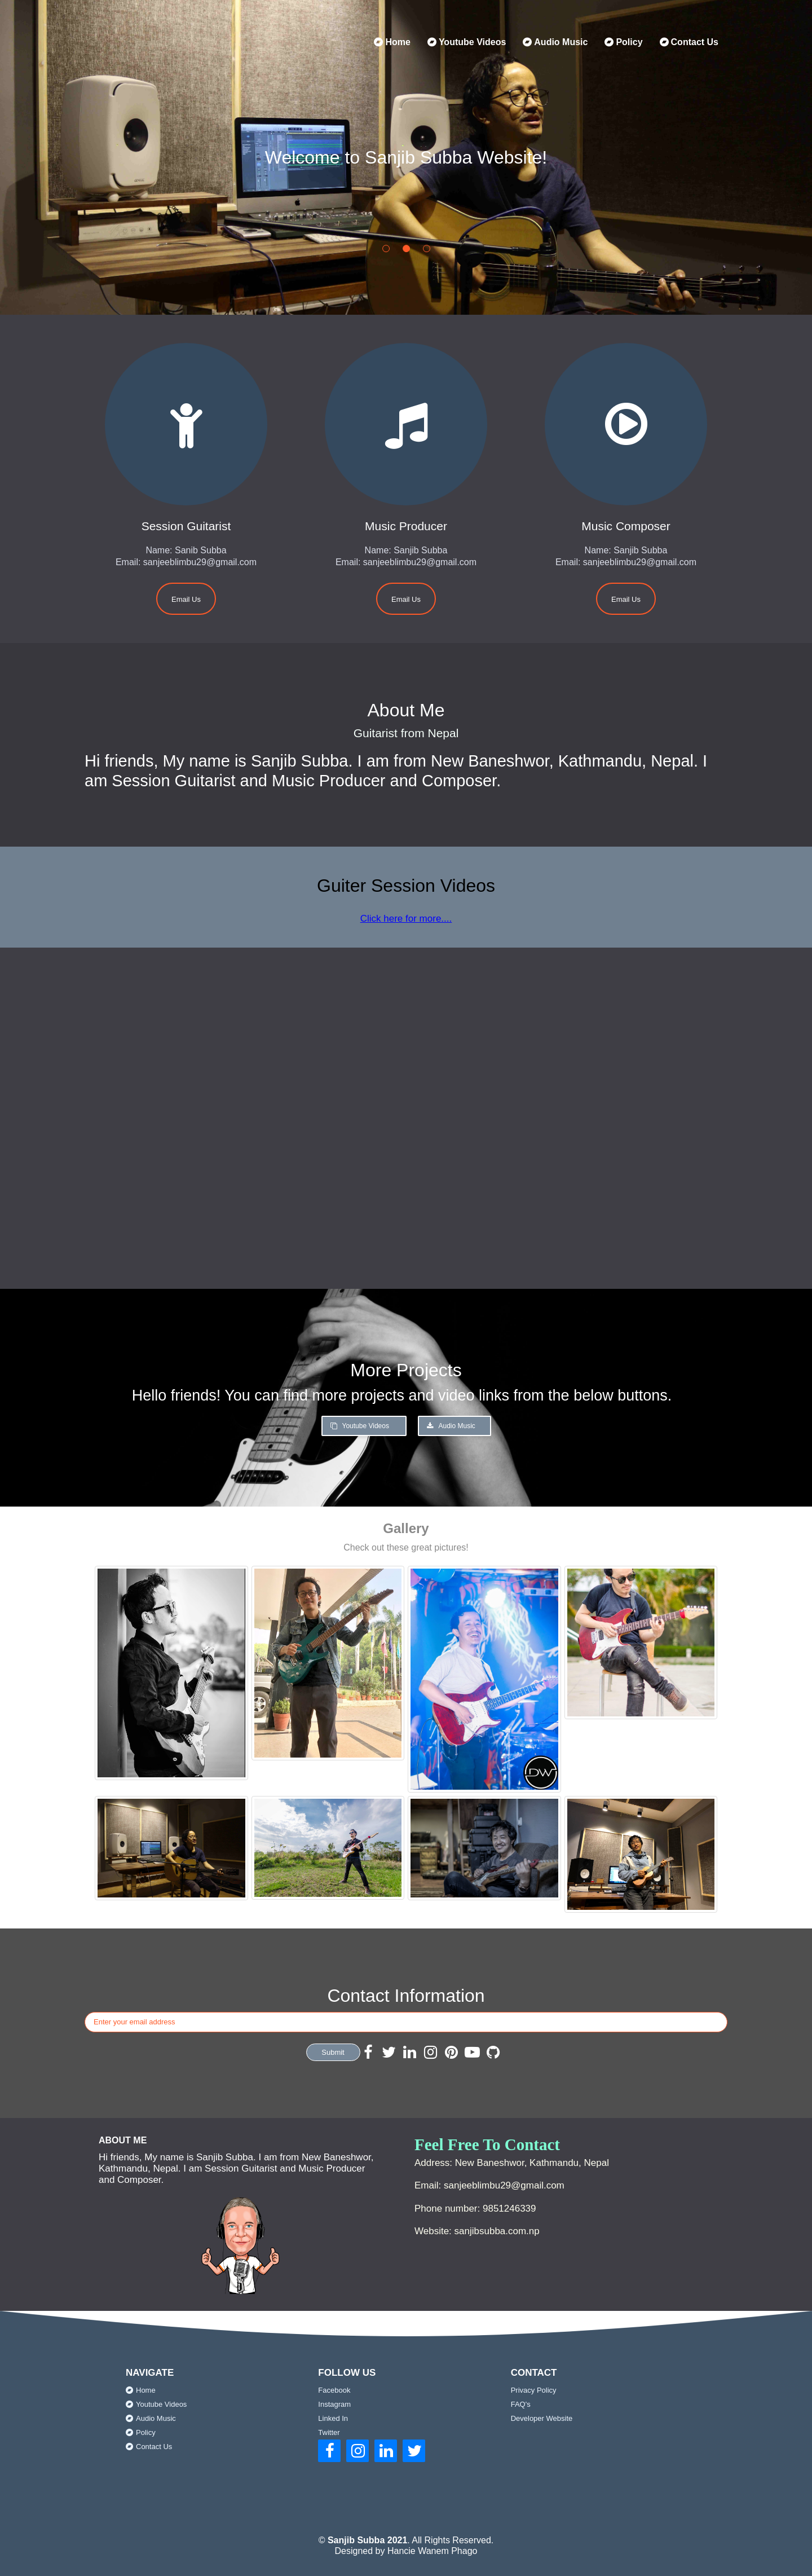 Home Youtube Videos Audio Music Policy Contact Us
Welcome to Sanjib Subba Website!
Session Guitarist
Name: Sanib Subba
Email: sanjeeblimbu29@gmail.com
Email Us
Music Producer
Name: Sanjib Subba
Email: sanjeeblimbu29@gmail.com
Email Us
Music Composer
Name: Sanjib Subba
Email: sanjeeblimbu29@gmail.com
Email Us
About Me
Guitarist from Nepal
Hi friends, My name is Sanjib Subba. I am from New Baneshwor, Kathmandu, Nepal. I
am Session Guitarist and Music Producer and Composer.
Guiter Session Videos
Click here for more....
More Projects
Hello friends! You can find more projects and video links from the below buttons.
Youtube Videos Audio Music
Gallery
Check out these great pictures!
DW
Contact Information
Enter your email address
Submit
ABOUT ME
Hi friends, My name is Sanjib Subba. I am from New Baneshwor,
Kathmandu, Nepal. I am Session Guitarist and Music Producer
and Composer.
Feel Free To Contact
Address: New Baneshwor, Kathmandu, Nepal
Email: sanjeeblimbu29@gmail.com
Phone number: 9851246339
Website: sanjibsubba.com.np
NAVIGATE
Home
Youtube Videos
Audio Music
Policy
Contact Us
FOLLOW US
Facebook
Instagram
Linked In
Twitter
CONTACT
Privacy Policy
FAQ's
Developer Website
© Sanjib Subba 2021. All Rights Reserved.
Designed by Hancie Wanem Phago